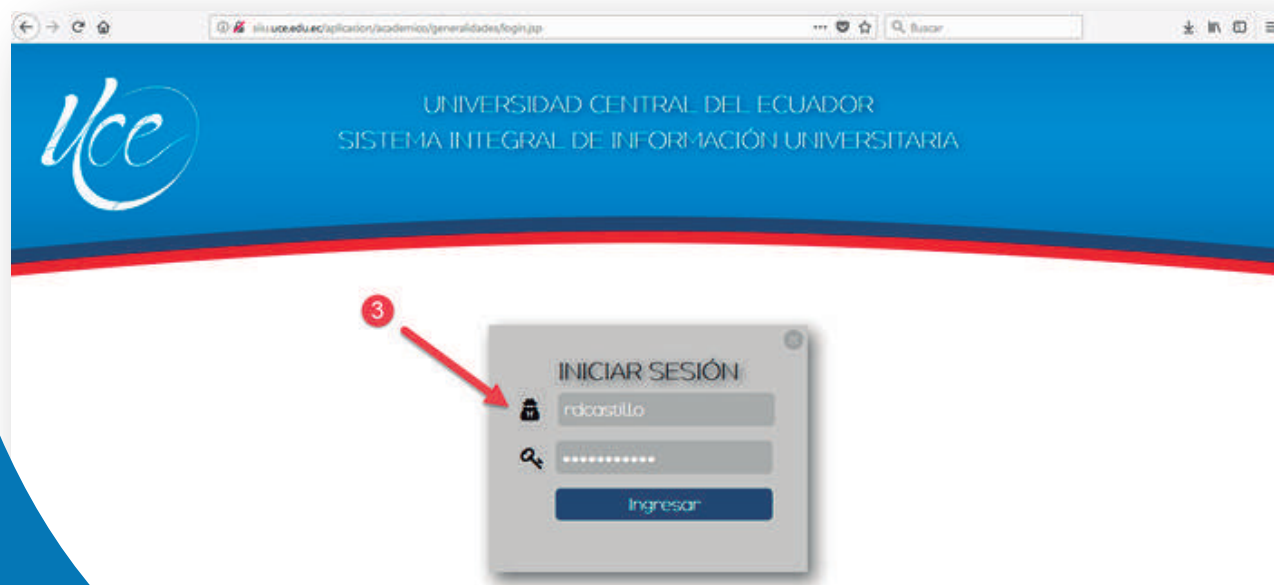 siiu.uce.edu.ec/aplicacion/academico/generalidades/login.jsp
Buscar
Uce
UNIVERSIDAD CENTRAL DEL ECUADOR
SISTEMA INTEGRAL DE INFORMACIÓN UNIVERSITARIA
3
INICIAR SESIÓN
rdcastillo
•••••••••••
Ingresar